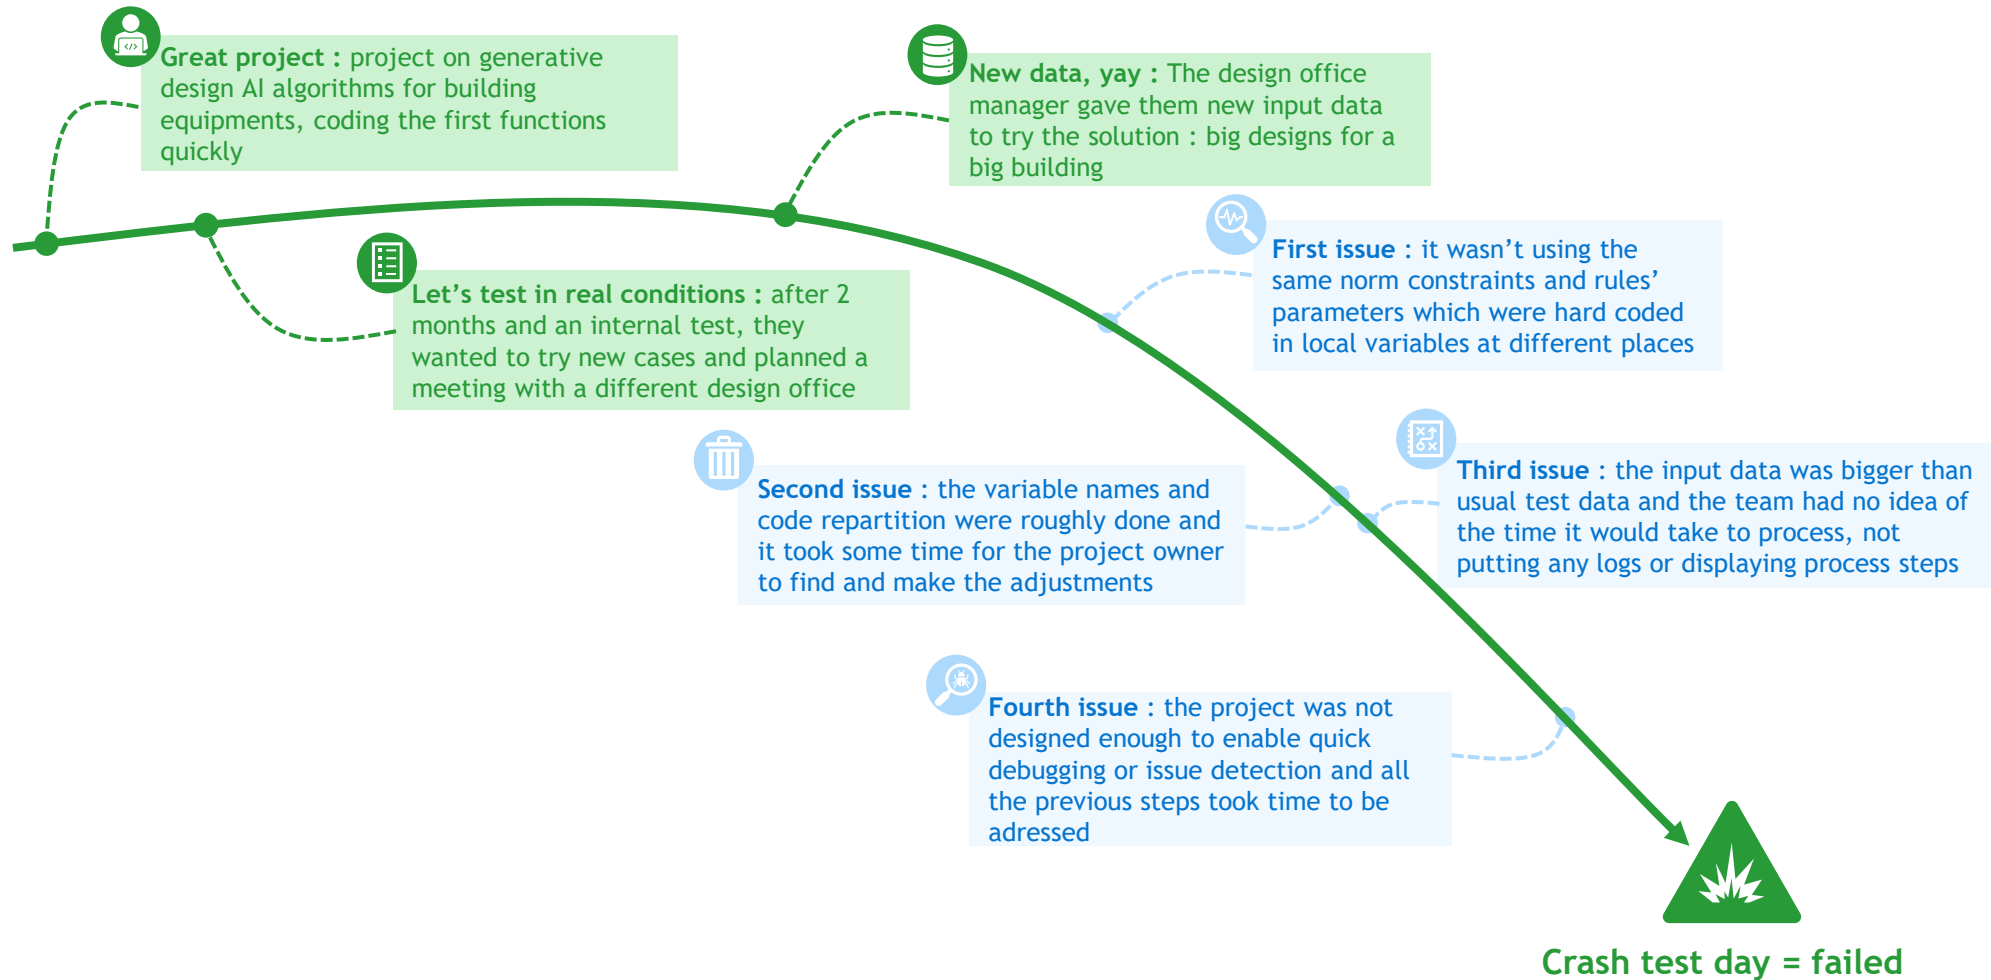 Great project : project on generative
design AI algorithms for building
equipments, coding the first functions
quickly
Let's test in real conditions : after 2
months and an internal test, they
wanted to try new cases and planned a
meeting with a different design office
New data, yay : The design office
manager gave them new input data
to try the solution : big designs for a
big building
First issue : it wasn't using the
same norm constraints and rules'
parameters which were hard coded
in local variables at different places
Second issue : the variable names and
code repartition were roughly done and
it took some time for the project owner
to find and make the adjustments
Third issue : the input data was bigger than
usual test data and the team had no idea of
the time it would take to process, not
putting any logs or displaying process steps
Fourth issue : the project was not
designed enough to enable quick
debugging or issue detection and all
the previous steps took time to be
adressed
Crash test day = failed